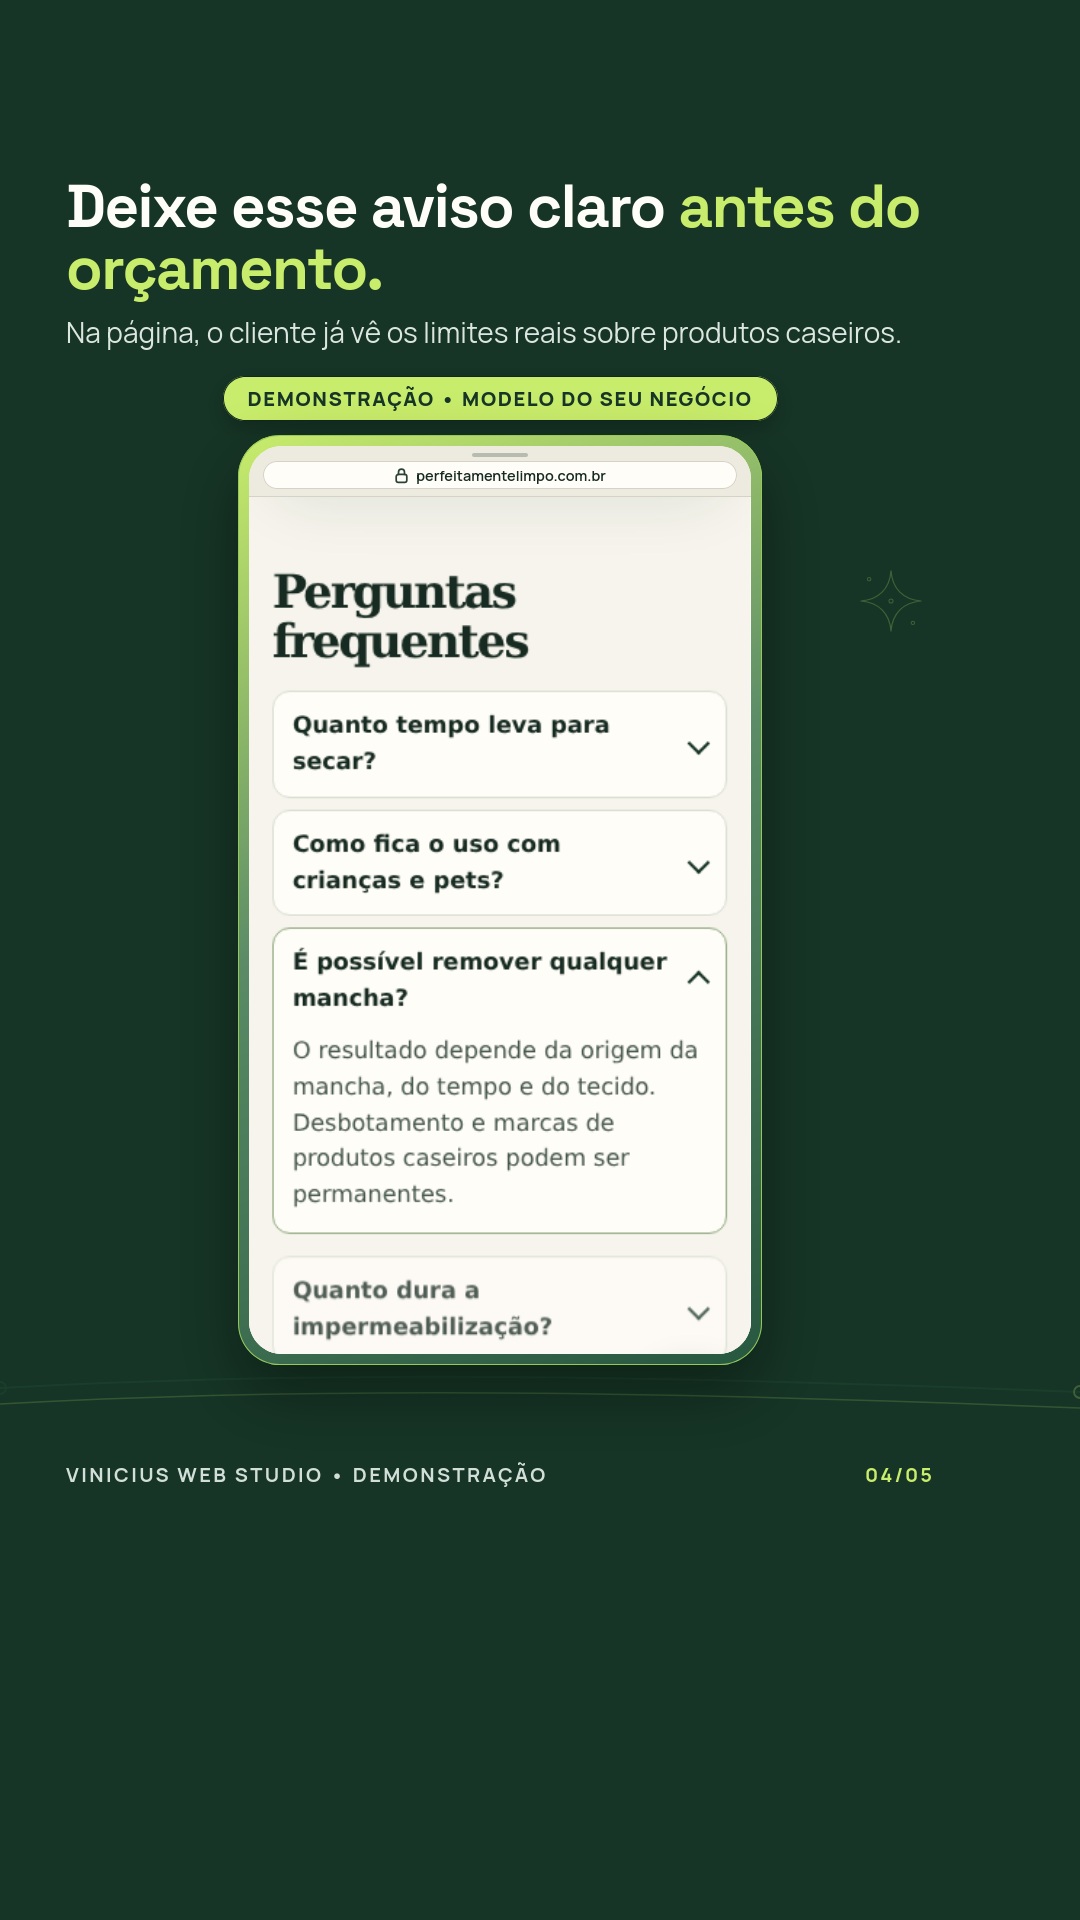 Deixe esse aviso claro antes do
orçamento.
Na página, o cliente já vê os limites reais sobre produtos caseiros.
DEMONSTRAÇÃO • MODELO DO SEU NEGÓCIO
perfeitamentelimpo.com.br
Perguntas
frequentes
Quanto tempo leva para
secar?
Como fica o uso com
crianças e pets?
É possível remover qualquer
mancha?
O resultado depende da origem da
mancha, do tempo e do tecido.
Desbotamento e marcas de
produtos caseiros podem ser
permanentes.
Quanto dura a
impermeabilização?
VINICIUS WEB STUDIO • DEMONSTRAÇÃO
04/05